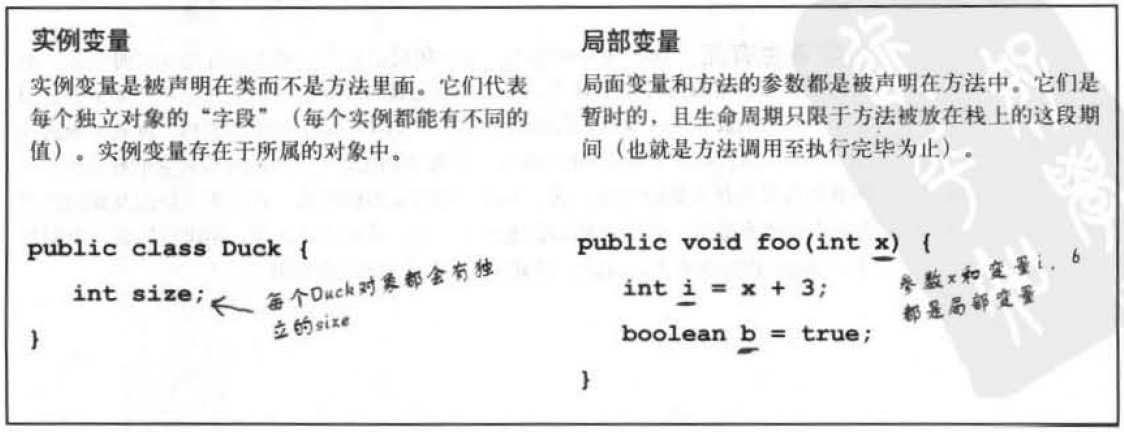 实例变量
实例变量是被声明在类而不是方法里面。它们代表
每个独立对象的“字段”（每个实例都能有不同的
值）。实例变量存在于所属的对象中。
public class Duck {
int size;
每个Duck对象都会有独
立的size
}
局部变量
局面变量和方法的参数都是被声明在方法中。它们是
暂时的，且生命周期只限于方法被放在栈上的这段期
间（也就是方法调用至执行完毕为止）。
public void foo(int x) {
int i = x + 3;
参数x和变量i、b
都是局部变量
boolean b = true;
}